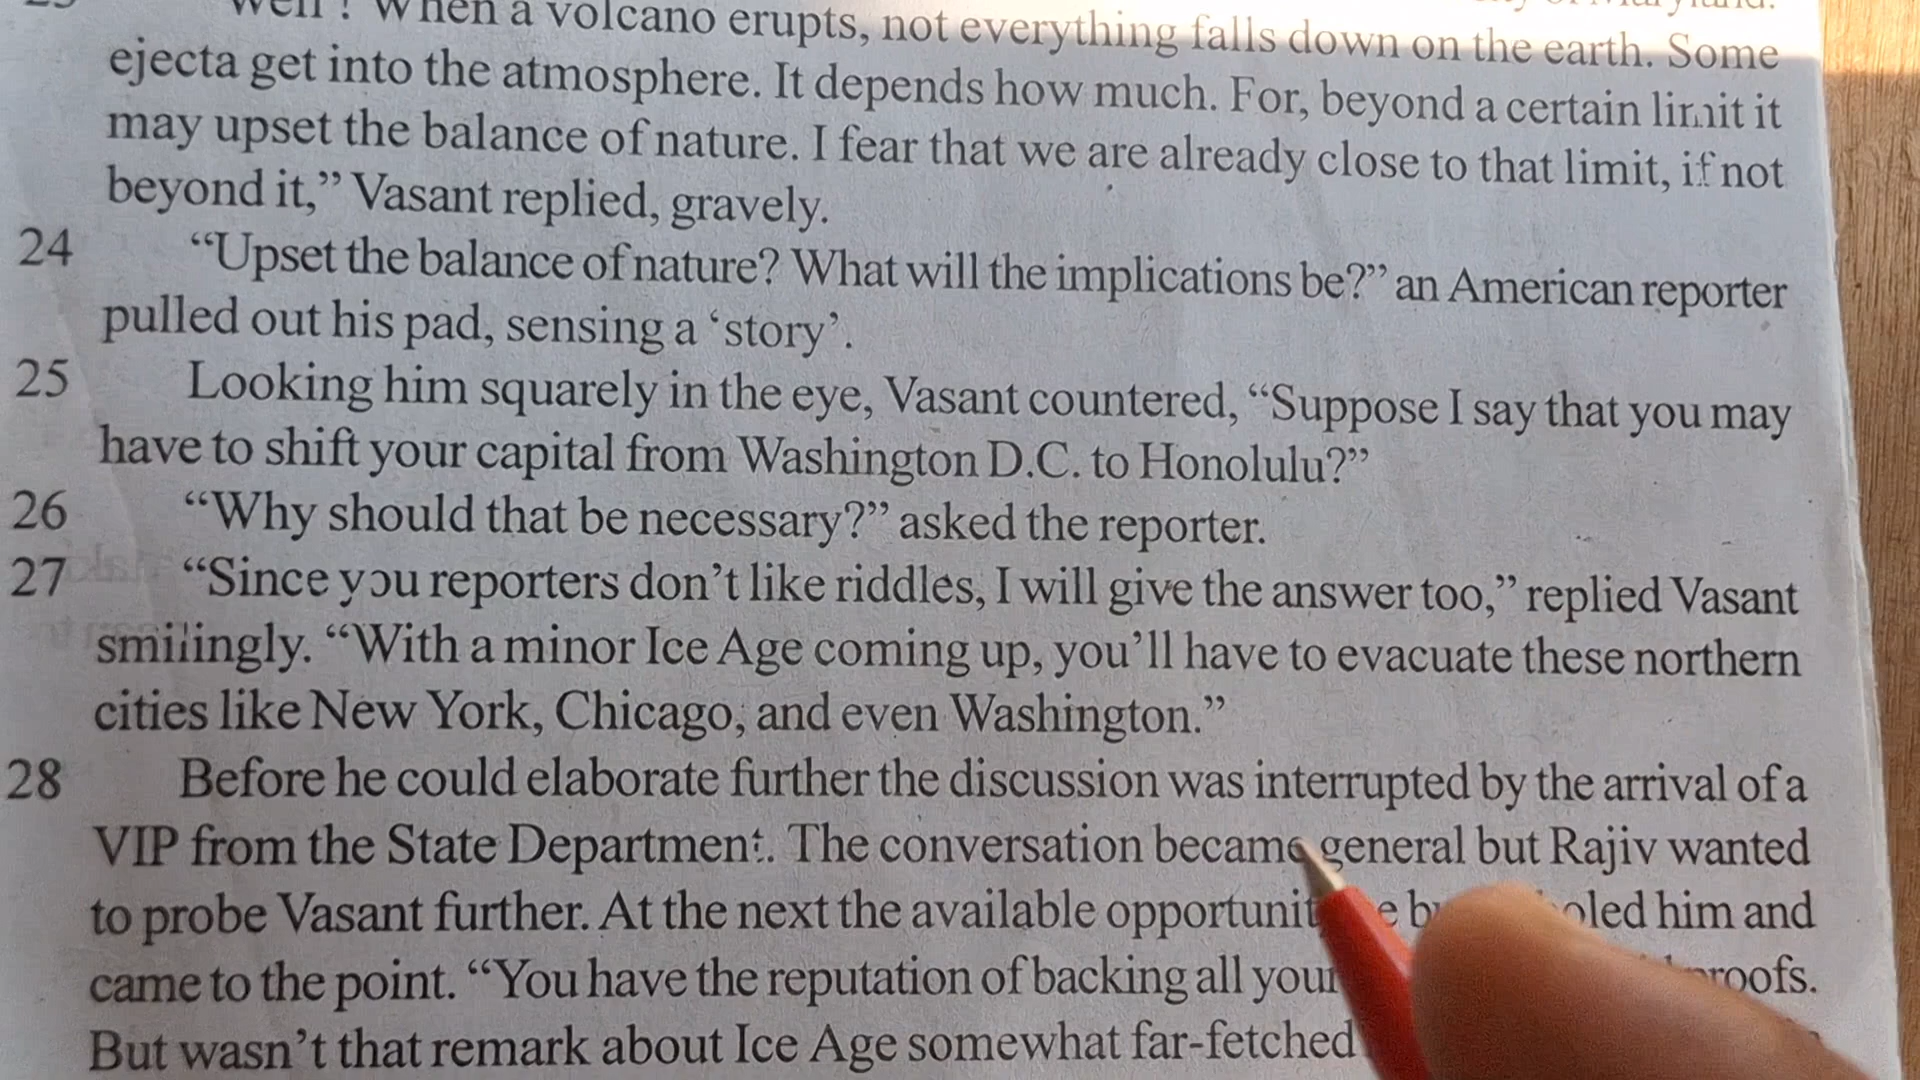 well! When a volcano erupts, not everything falls down on the earth. Some
ejecta get into the atmosphere. It depends how much. For, beyond a certain limit it
may upset the balance of nature. I fear that we are already close to that limit, if not
beyond it,” Vasant replied, gravely.
24 “Upset the balance of nature? What will the implications be?” an American reporter
pulled out his pad, sensing a ‘story’.
25 Looking him squarely in the eye, Vasant countered, “Suppose I say that you may
have to shift your capital from Washington D.C. to Honolulu?”
26 “Why should that be necessary?” asked the reporter.
27 “Since you reporters don’t like riddles, I will give the answer too,” replied Vasant
smilingly. “With a minor Ice Age coming up, you’ll have to evacuate these northern
cities like New York, Chicago, and even Washington.”
28 Before he could elaborate further the discussion was interrupted by the arrival of a
VIP from the State Department. The conversation became general but Rajiv wanted
to probe Vasant further. At the next the available him and
came to the point. “You have the reputation of backing all
But wasn’t that remark about Ice Age somewhat far-fetched